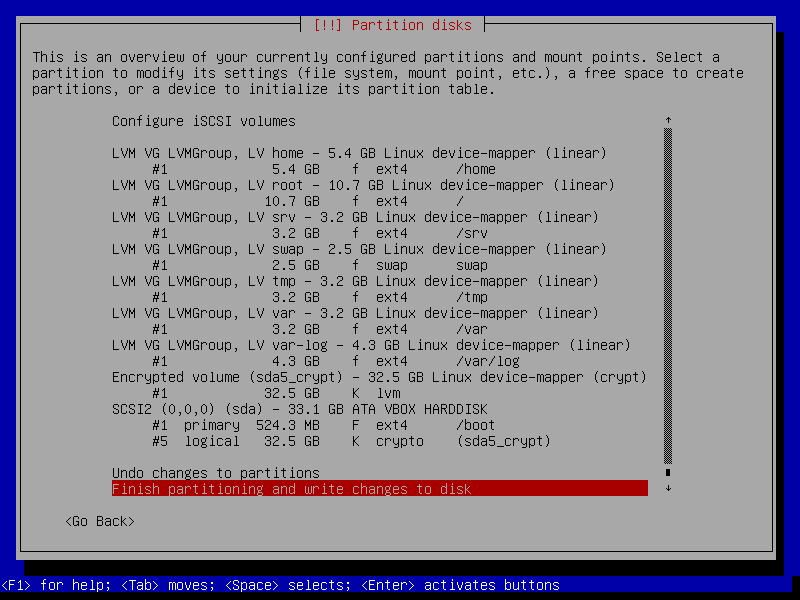 [!!] Partition disks
This is an overview of your currently configured partitions and mount points. Select a
partition to modify its settings (file system, mount point, etc.), a free space to create
partitions, or a device to initialize its partition table.
Configure iSCSI volumes
LVM VG LVMGroup, LV home - 5.4 GB Linux device-mapper (linear)
#1 5.4 GB f ext4 /home
LVM VG LVMGroup, LV root - 10.7 GB Linux device-mapper (linear)
#1 10.7 GB f ext4 /
LVM VG LVMGroup, LV srv - 3.2 GB Linux device-mapper (linear)
#1 3.2 GB f ext4 /srv
LVM VG LVMGroup, LV swap - 2.5 GB Linux device-mapper (linear)
#1 2.5 GB f swap swap
LVM VG LVMGroup, LV tmp - 3.2 GB Linux device-mapper (linear)
#1 3.2 GB f ext4 /tmp
LVM VG LVMGroup, LV var - 3.2 GB Linux device-mapper (linear)
#1 3.2 GB f ext4 /var
LVM VG LVMGroup, LV var-log - 4.3 GB Linux device-mapper (linear)
#1 4.3 GB f ext4 /var/log
Encrypted volume (sda5_crypt) - 32.5 GB Linux device-mapper (crypt)
#1 32.5 GB K lvm
SCSI2 (0,0,0) (sda) - 33.1 GB ATA VBOX HARDDISK
#1 primary 524.3 MB F ext4 /boot
#5 logical 32.5 GB K crypto (sda5_crypt)
Undo changes to partitions
Finish partitioning and write changes to disk
<Go Back>
<F1> for help; <Tab> moves; <Space> selects; <Enter> activates buttons